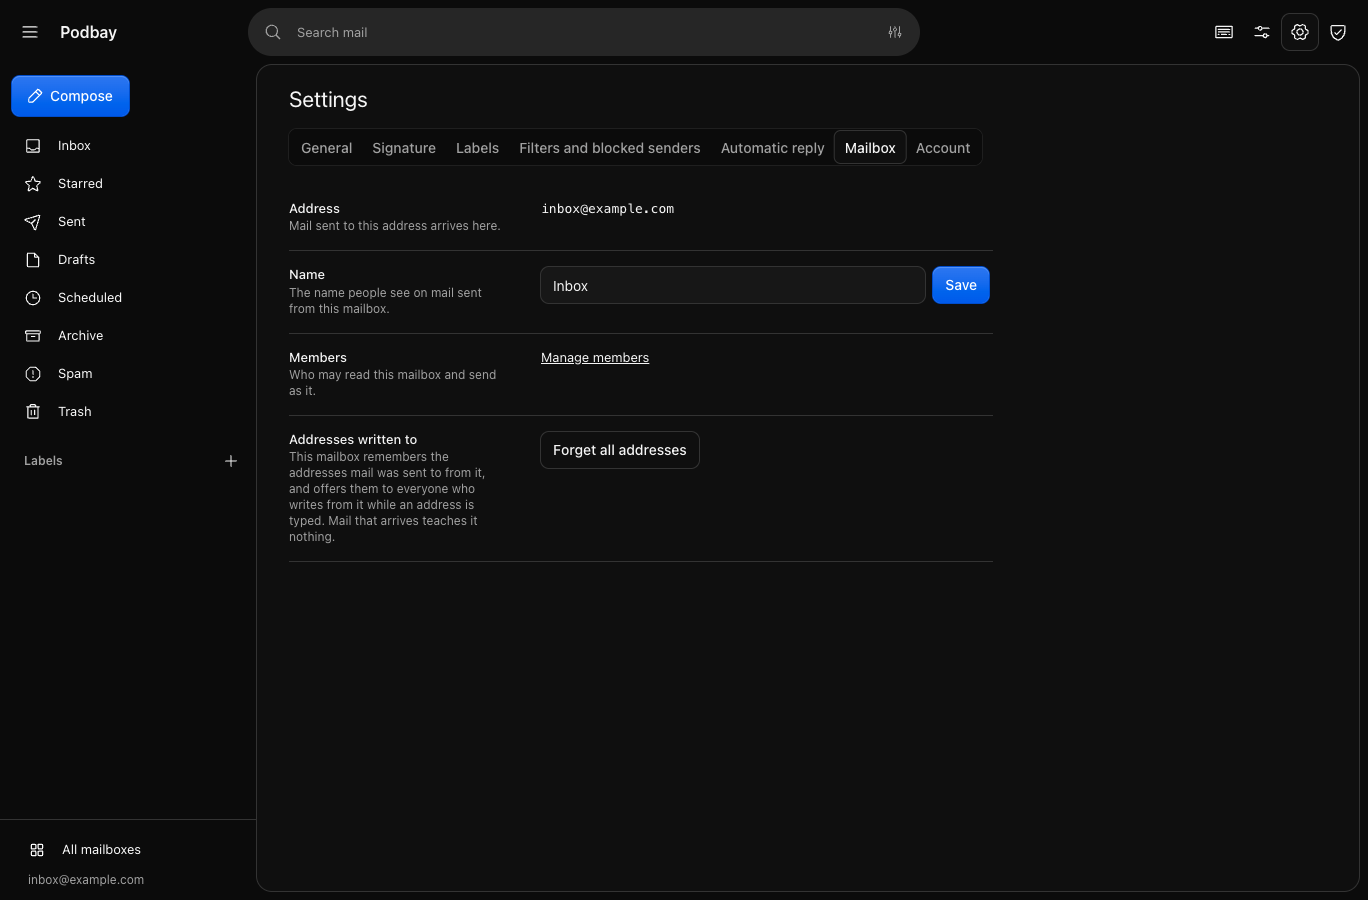 Podbay
Search mail
Compose
Inbox
Starred
Sent
Drafts
Scheduled
Archive
Spam
Trash
Labels
All mailboxes
inbox@example.com
Settings
General Signature Labels Filters and blocked senders Automatic reply Mailbox Account
Address
Mail sent to this address arrives here.
inbox@example.com
Name
The name people see on mail sent
from this mailbox.
Inbox
Save
Members
Who may read this mailbox and send
as it.
Manage members
Addresses written to
This mailbox remembers the
addresses mail was sent to from it,
and offers them to everyone who
writes from it while an address is
typed. Mail that arrives teaches it
nothing.
Forget all addresses